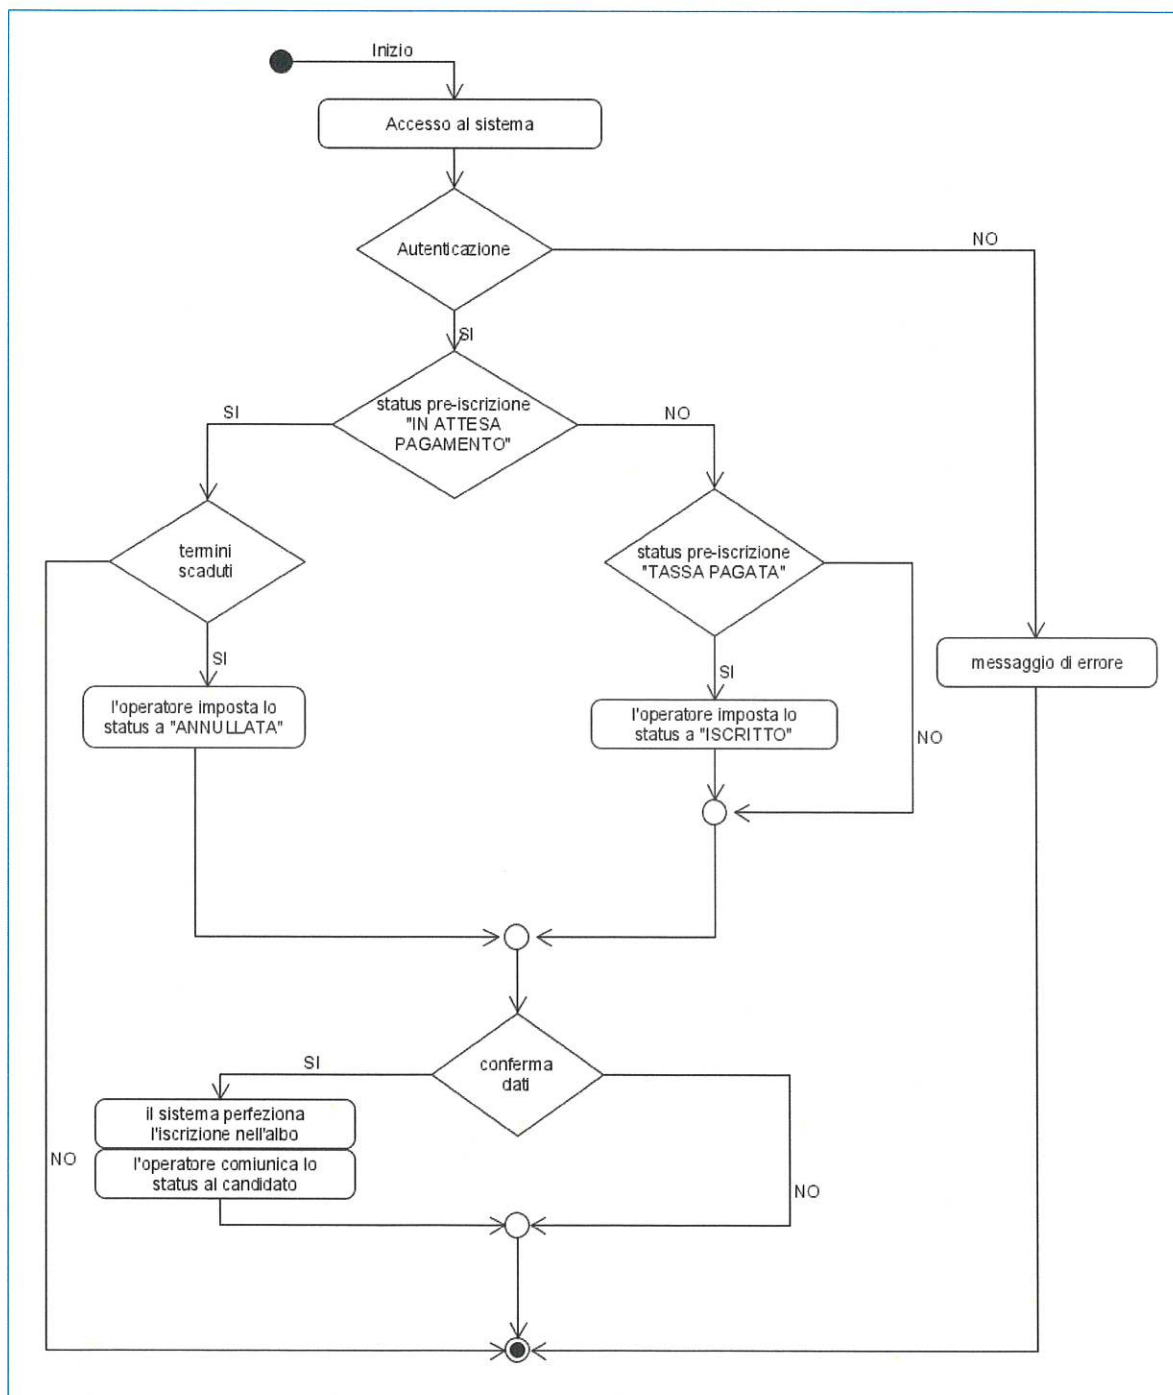 Inizio
Accesso al sistema
Autenticazione
NO
SI
status pre-iscrizione
"IN ATTESA
PAGAMENTO"
SI
NO
termini
scaduti
status pre-iscrizione
"TASSA PAGATA"
SI
SI
messaggio di errore
l'operatore imposta lo
status a "ANNULLATA"
l'operatore imposta lo
status a "ISCRITTO"
NO
conferma
dati
SI
il sistema perfeziona
l'iscrizione nell'albo
l'operatore comiunica lo
status al candidato
NO
NO